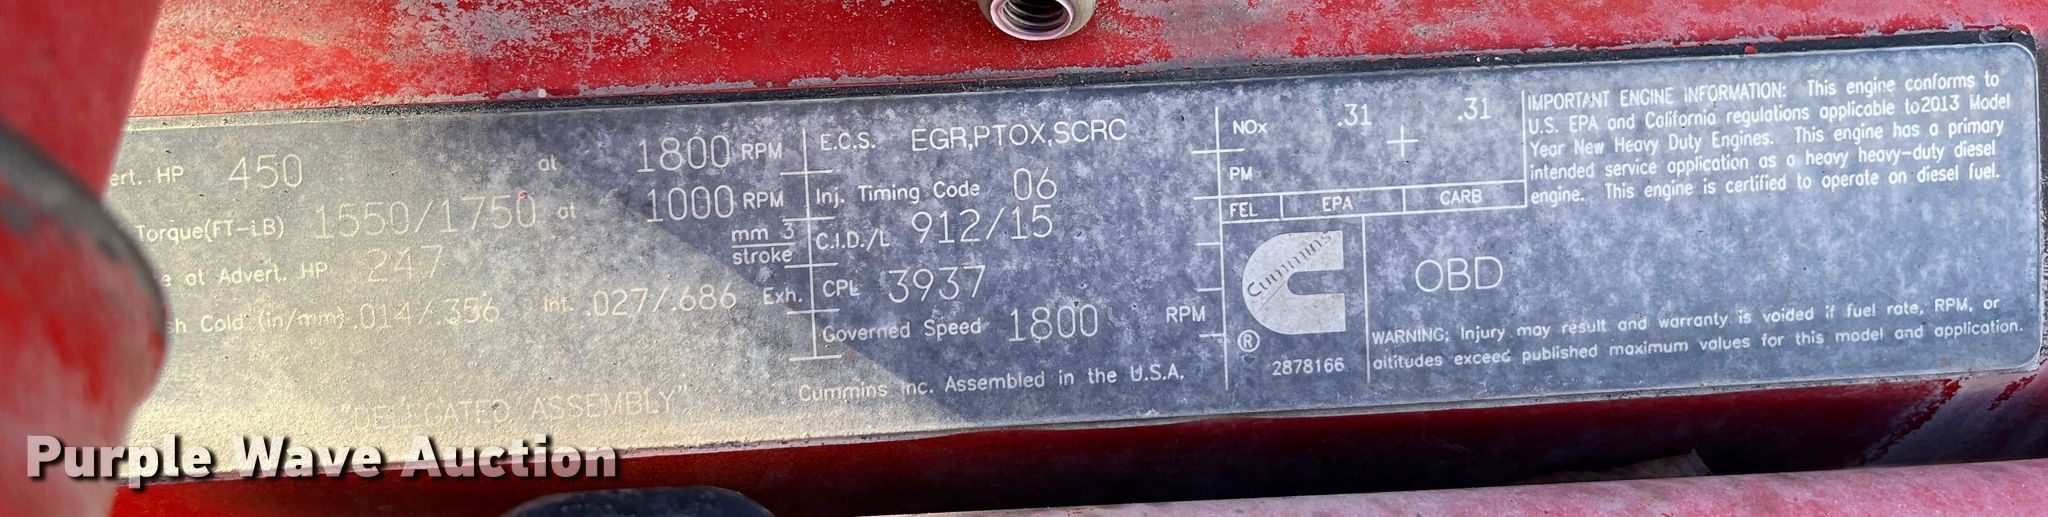 ert. HP 450 at 1800 RPM
Torque(FT-LB) 1550/1750 at 1000 RPM
e at Advert. HP 247 mm 3
stroke
sh Cold (in/mm) .014/.356 Int. .027/.686 Exh.
"DELEGATED ASSEMBLY"
E.C.S. EGR,PTOX,SCRC
Inj. Timing Code 06
C.I.D./L 912/15
CPL 3937
Governed Speed 1800 RPM
Cummins Inc. Assembled in the U.S.A.
NOx .31 .31
PM
FEL EPA CARB
Cummins
®
2878166
OBD
IMPORTANT ENGINE INFORMATION: This engine conforms to
U.S. EPA and California regulations applicable to2013 Model
Year New Heavy Duty Engines. This engine has a primary
intended service application as a heavy heavy-duty diesel
engine. This engine is certified to operate on diesel fuel.
WARNING: Injury may result and warranty is voided if fuel rate, RPM, or
altitudes exceed published maximum values for this model and application.
Purple Wave Auction